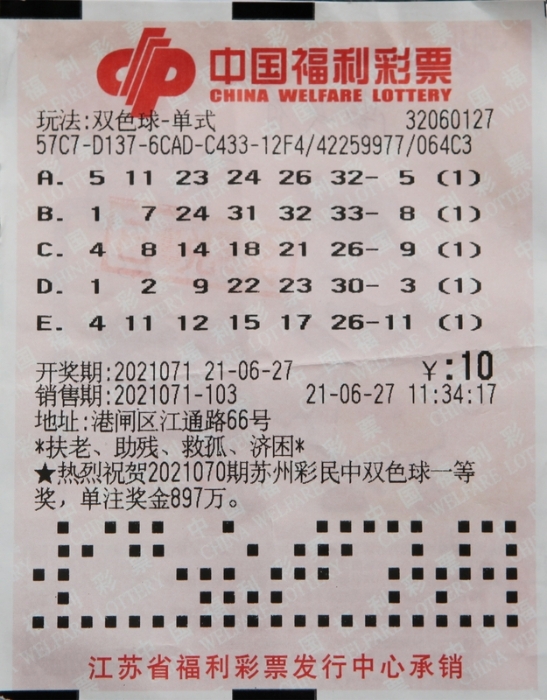 中国福利彩票
CHINA WELFARE LOTTERY
玩法:双色球-单式 32060127
57C7-D137-6CAD-C433-12F4/42259977/064C3
A. 5 11 23 24 26 32- 5 (1)
B. 1 7 24 31 32 33- 8 (1)
C. 4 8 14 18 21 26- 9 (1)
D. 1 2 9 22 23 30- 3 (1)
E. 4 11 12 15 17 26-11 (1)
开奖期:2021071 21-06-27 ¥:10
销售期:2021071-103 21-06-27 11:34:17
地址:港闸区江通路66号
*扶老、助残、救孤、济困*
★热烈祝贺2021070期苏州彩民中双色球一等
奖，单注奖金897万。
江苏省福利彩票发行中心承销